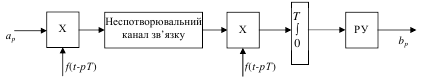 a_p
X
Неспотворювальний
канал зв’язку
X
T
∫
0
РУ
b_p
f(t-pT)
f(t-pT)